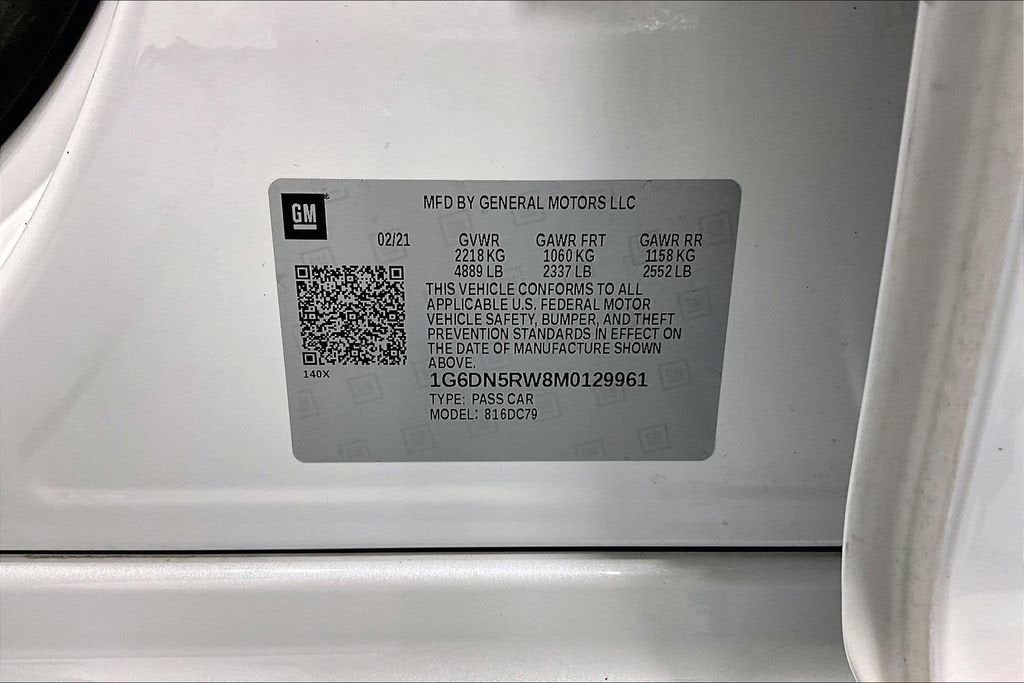 GM
MFD BY GENERAL MOTORS LLC
02/21 GVWR GAWR FRT GAWR RR
2218 KG 1060 KG 1158 KG
4889 LB 2337 LB 2552 LB
THIS VEHICLE CONFORMS TO ALL
APPLICABLE U.S. FEDERAL MOTOR
VEHICLE SAFETY, BUMPER, AND THEFT
PREVENTION STANDARDS IN EFFECT ON
THE DATE OF MANUFACTURE SHOWN
ABOVE.
140X
1G6DN5RW8M0129961
TYPE: PASS CAR
MODEL: 816DC79